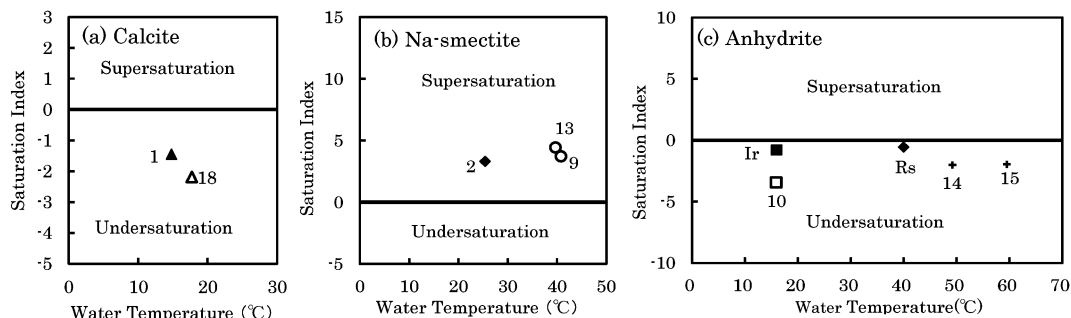 (a) Calcite
Supersaturation
Undersaturation
1
18
3
2
1
0
-1
-2
-3
-4
-5
0
10
20
30
Saturation Index
Water Temperature (℃)
(b) Na-smectite
Supersaturation
Undersaturation
2
13
9
15
10
5
0
-5
0
10
20
30
40
50
Saturation Index
Water Temperature (℃)
(c) Anhydrite
Supersaturation
Undersaturation
Ir
10
Rs
14
15
10
5
0
-5
-10
0
10
20
30
40
50
60
70
Saturation Index
Water Temperature(℃)